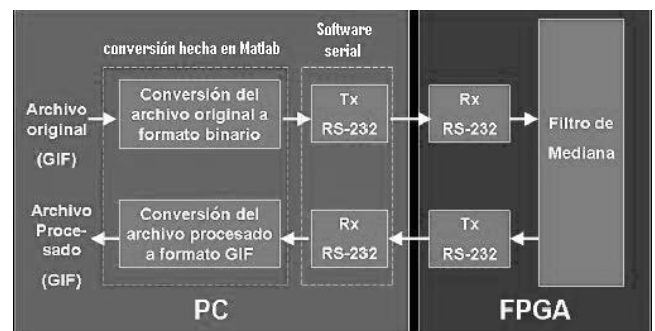 Software
serial
conversión hecha en Matlab
Archivo
original
(GIF)
Conversión del
archivo original a
formato binario
Tx
RS-232
Rx
RS-232
Filtro de
Mediana
Archivo
Proce-
sado
(GIF)
Conversión del
archivo procesado
a formato GIF
Rx
RS-232
Tx
RS-232
PC
FPGA